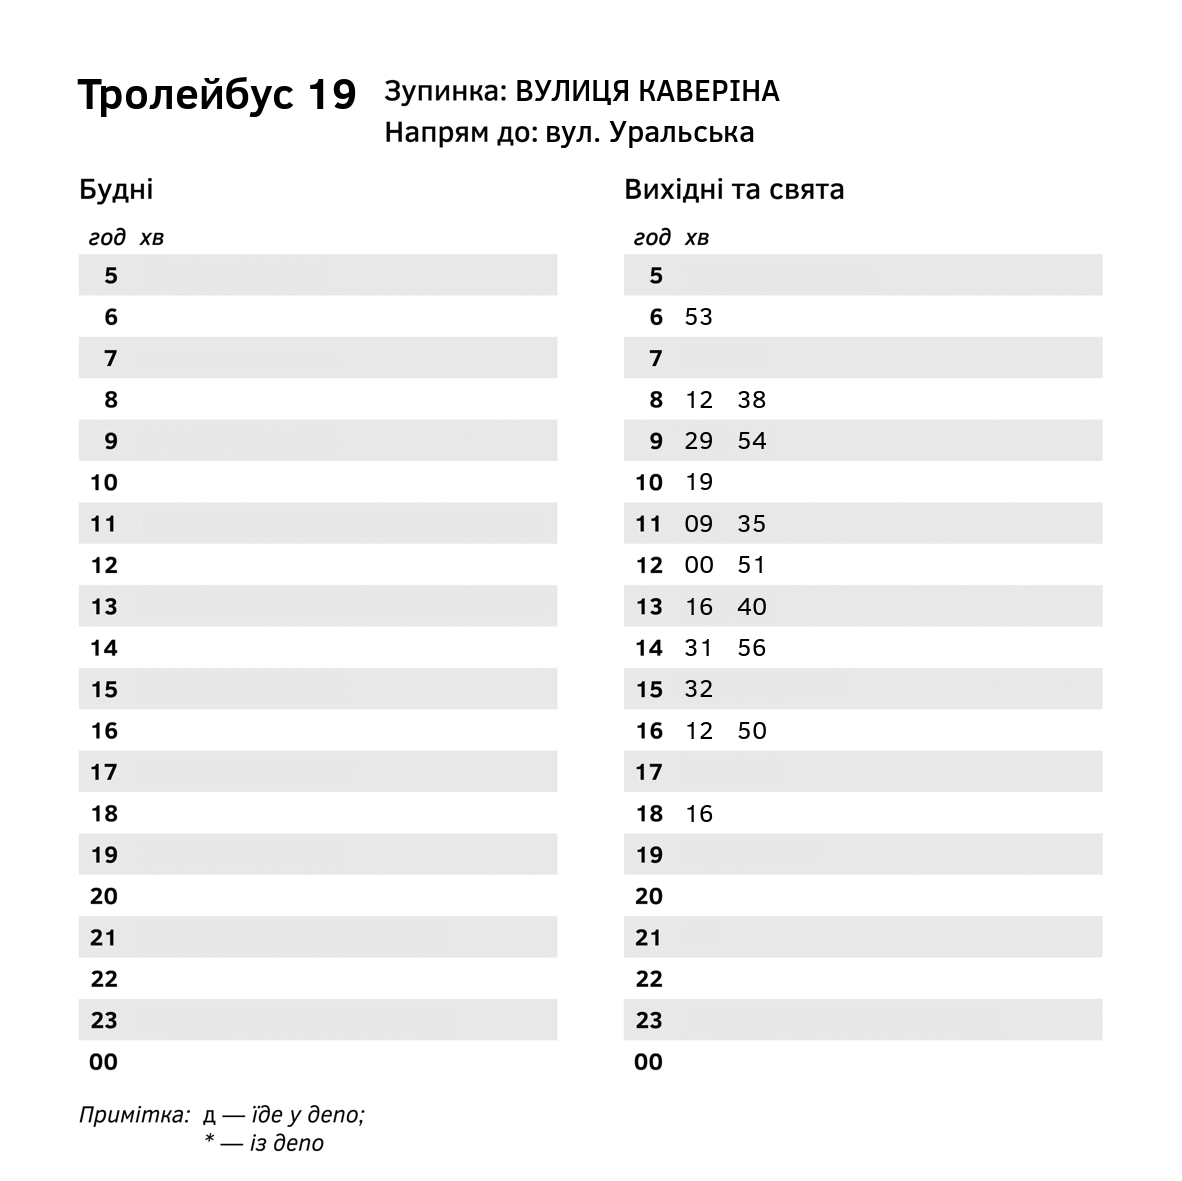 Тролейбус 19
Зупинка: ВУЛИЦЯ КАВЕРІНА
Напрям до: вул. Уральська
Будні
год хв
5
6
7
8
9
10
11
12
13
14
15
16
17
18
19
20
21
22
23
00
Вихідні та свята
год хв
5
6 53
7
8 12 38
9 29 54
10 19
11 09 35
12 00 51
13 16 40
14 31 56
15 32
16 12 50
17
18 16
19
20
21
22
23
00
Примітка: д — їде у депо;
* — із депо